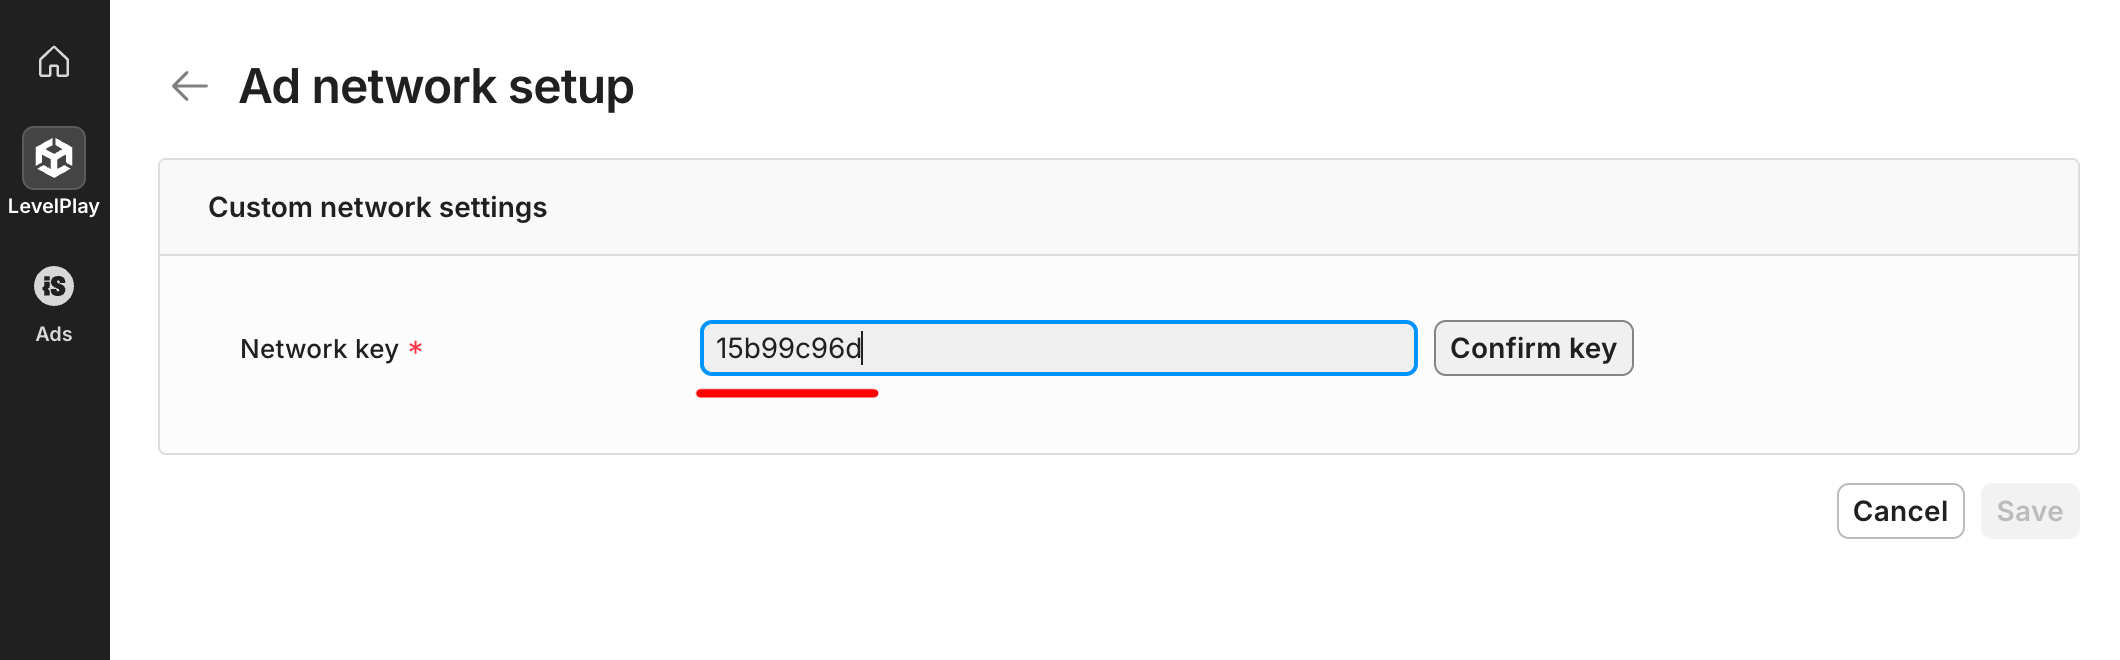 Ad network setup
LevelPlay
Custom network settings
iS
Ads
Network key *
15b99c96d
Confirm key
Cancel
Save